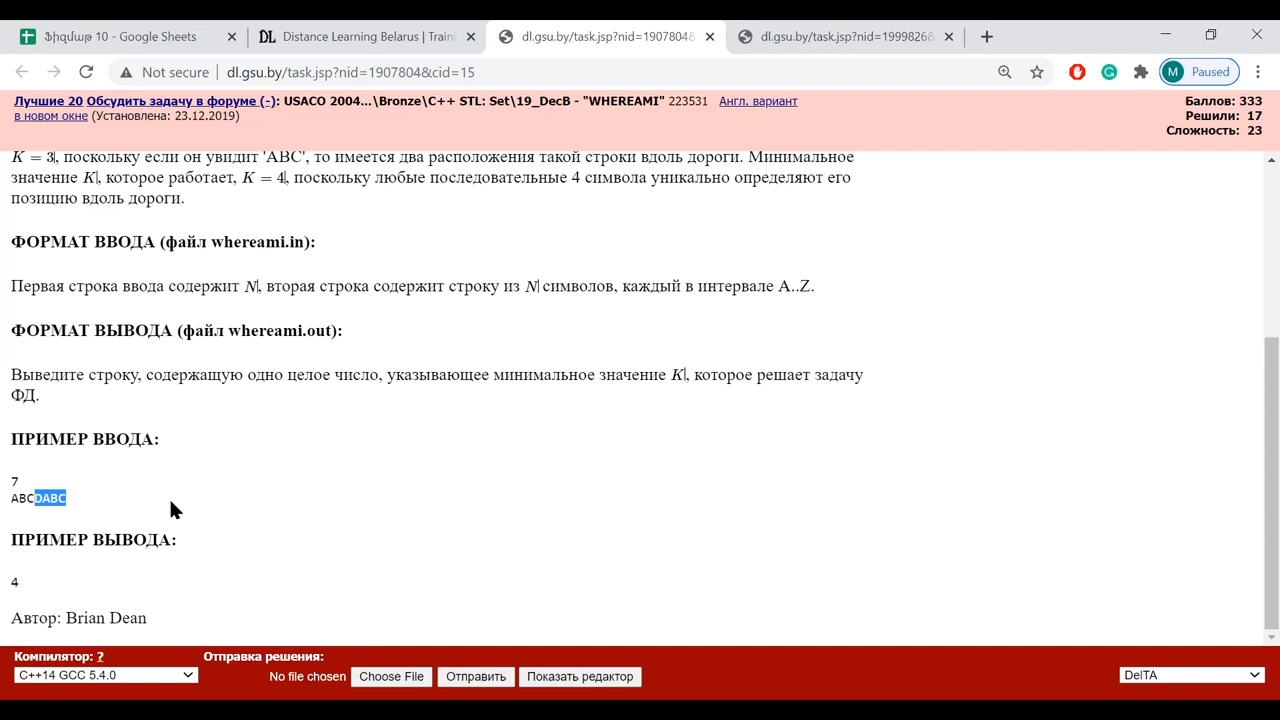 Ֆիզմաթ 10 - Google Sheets
DL Distance Learning Belarus | Traini
dl.gsu.by/task.jsp?nid=1907804&
dl.gsu.by/task.jsp?nid=1999826&
Not secure | dl.gsu.by/task.jsp?nid=1907804&cid=15
M Paused
Лучшие 20 Обсудить задачу в форуме (-): USACO 2004...\Bronze\C++ STL: Set\19_DecB - "WHEREAMI" 223531 Англ. вариант
в новом окне (Установлена: 23.12.2019)
Баллов: 333
Решили: 17
Сложность: 23
K = 3, поскольку если он увидит 'ABC', то имеется два расположения такой строки вдоль дороги. Минимальное
значение K, которое работает, K = 4, поскольку любые последовательные 4 символа уникально определяют его
позицию вдоль дороги.
ФОРМАТ ВВОДА (файл whereami.in):
Первая строка ввода содержит N, вторая строка содержит строку из N символов, каждый в интервале A..Z.
ФОРМАТ ВЫВОДА (файл whereami.out):
Выведите строку, содержащую одно целое число, указывающее минимальное значение K, которое решает задачу
ФД.
ПРИМЕР ВВОДА:
7
ABCDABC
ПРИМЕР ВЫВОДА:
4
Автор: Brian Dean
Компилятор: ?
Отправка решения:
C++14 GCC 5.4.0
No file chosen
Choose File
Отправить
Показать редактор
DelTA